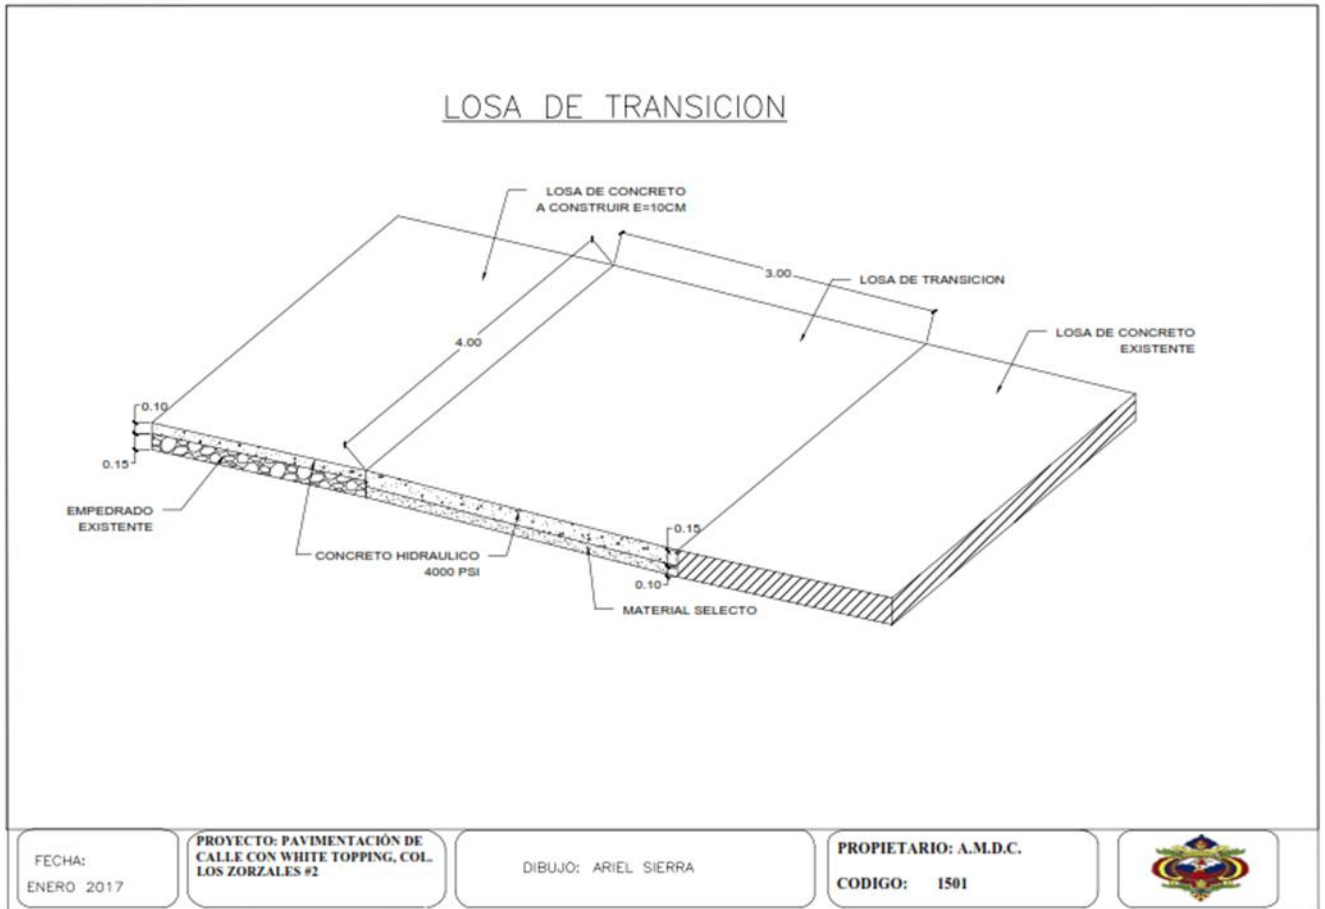 LOSA DE TRANSICION
LOSA DE CONCRETO
A CONSTRUIR E=10CM
3.00
LOSA DE TRANSICION
LOSA DE CONCRETO
EXISTENTE
4.00
0.10
0.15
EMPEDRADO
EXISTENTE
CONCRETO HIDRAULICO
4000 PSI
0.15
0.10
MATERIAL SELECTO
FECHA:
ENERO 2017
PROYECTO: PAVIMENTACIÓN DE
CALLE CON WHITE TOPPING, COL.
LOS ZORZALES #2
DIBUJO: ARIEL SIERRA
PROPIETARIO: A.M.D.C.
CODIGO: 1501